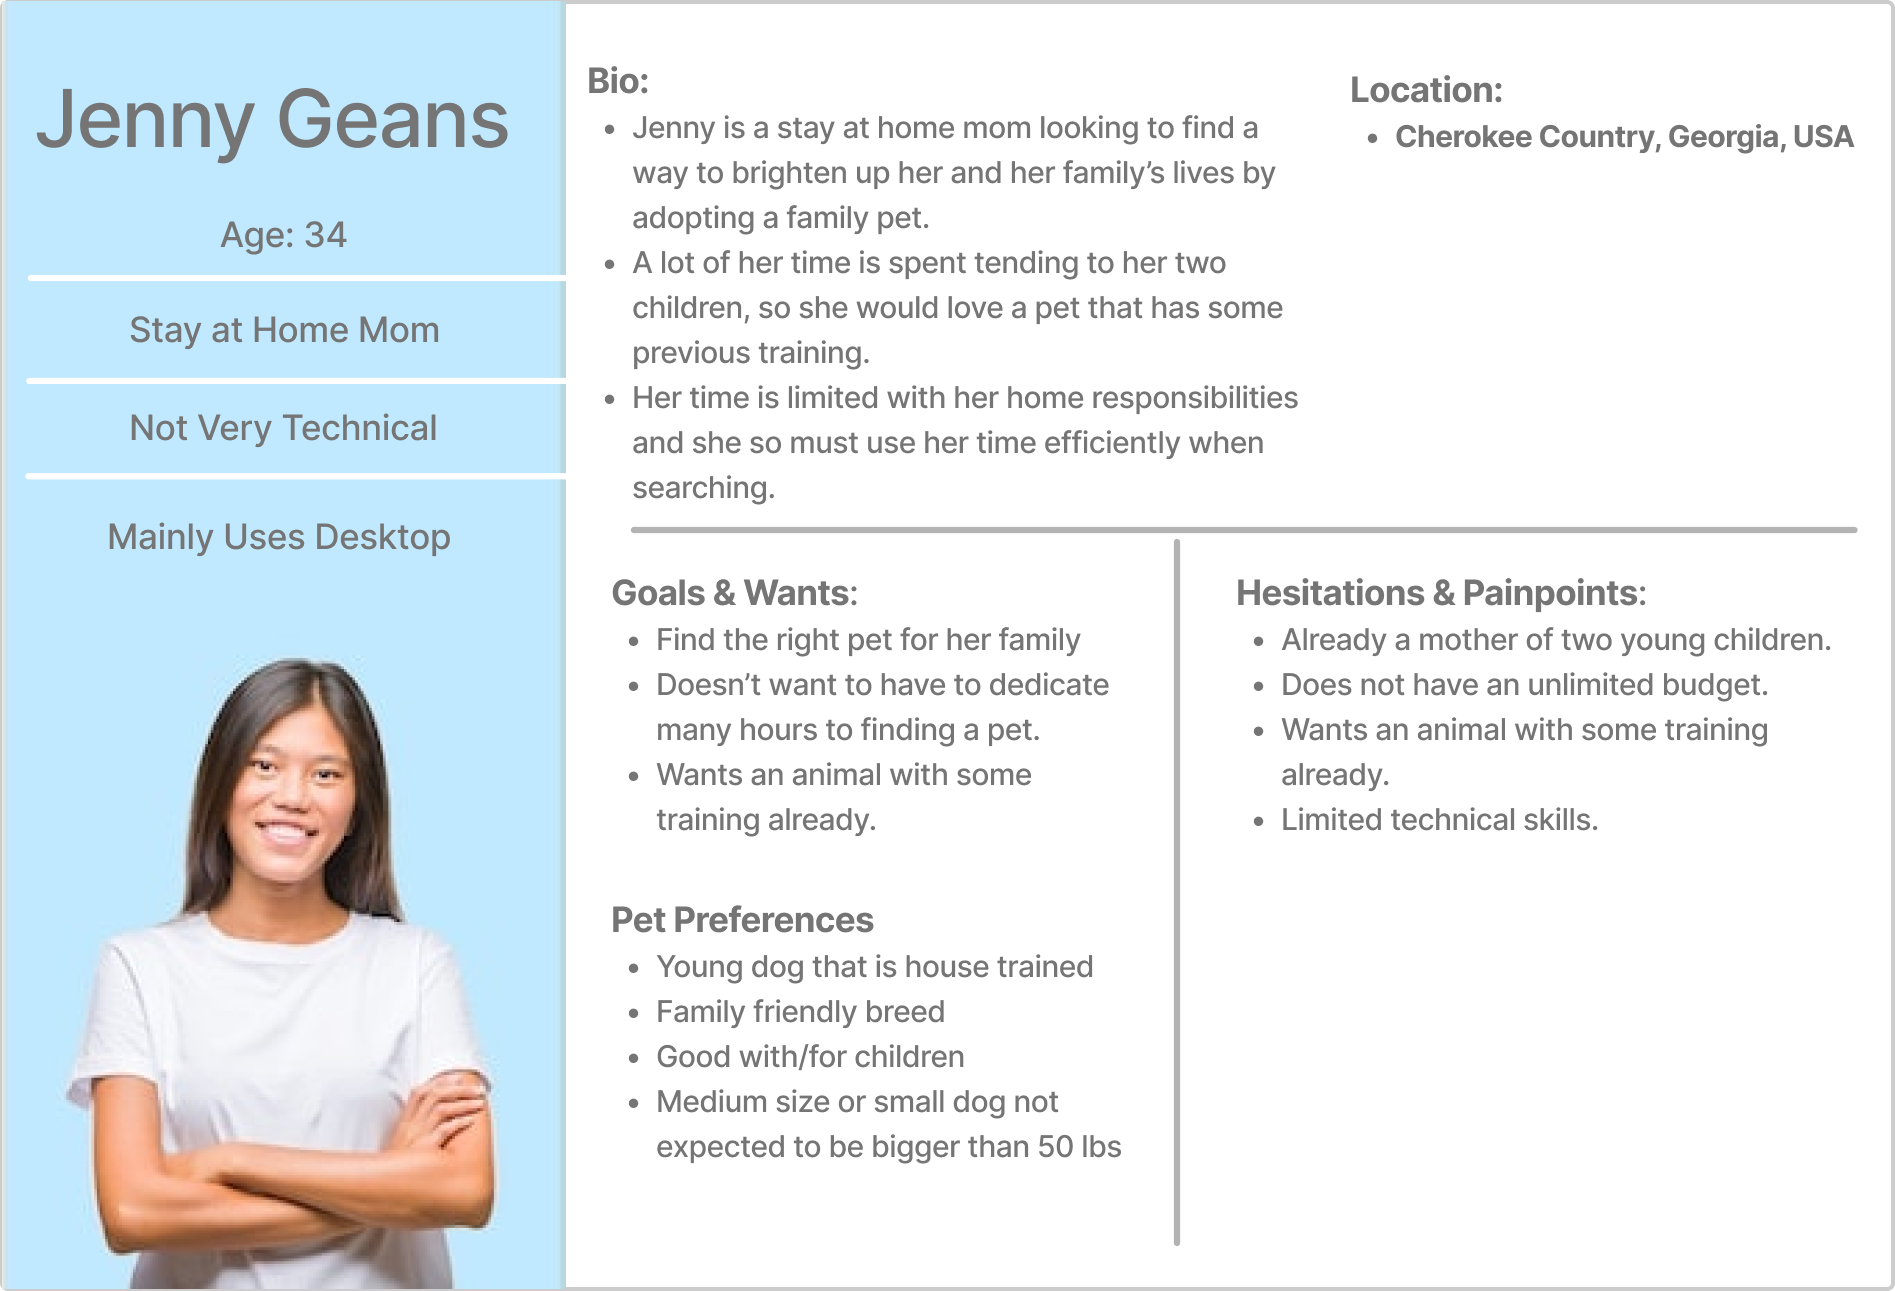 Jenny Geans
Age: 34
Stay at Home Mom
Not Very Technical
Mainly Uses Desktop
Bio:
• Jenny is a stay at home mom looking to find a
way to brighten up her and her family’s lives by
adopting a family pet.
• A lot of her time is spent tending to her two
children, so she would love a pet that has some
previous training.
• Her time is limited with her home responsibilities
and she so must use her time efficiently when
searching.
Location:
• Cherokee Country, Georgia, USA
Goals & Wants:
• Find the right pet for her family
• Doesn’t want to have to dedicate
many hours to finding a pet.
• Wants an animal with some
training already.
Pet Preferences
• Young dog that is house trained
• Family friendly breed
• Good with/for children
• Medium size or small dog not
expected to be bigger than 50 lbs
Hesitations & Painpoints:
• Already a mother of two young children.
• Does not have an unlimited budget.
• Wants an animal with some training
already.
• Limited technical skills.